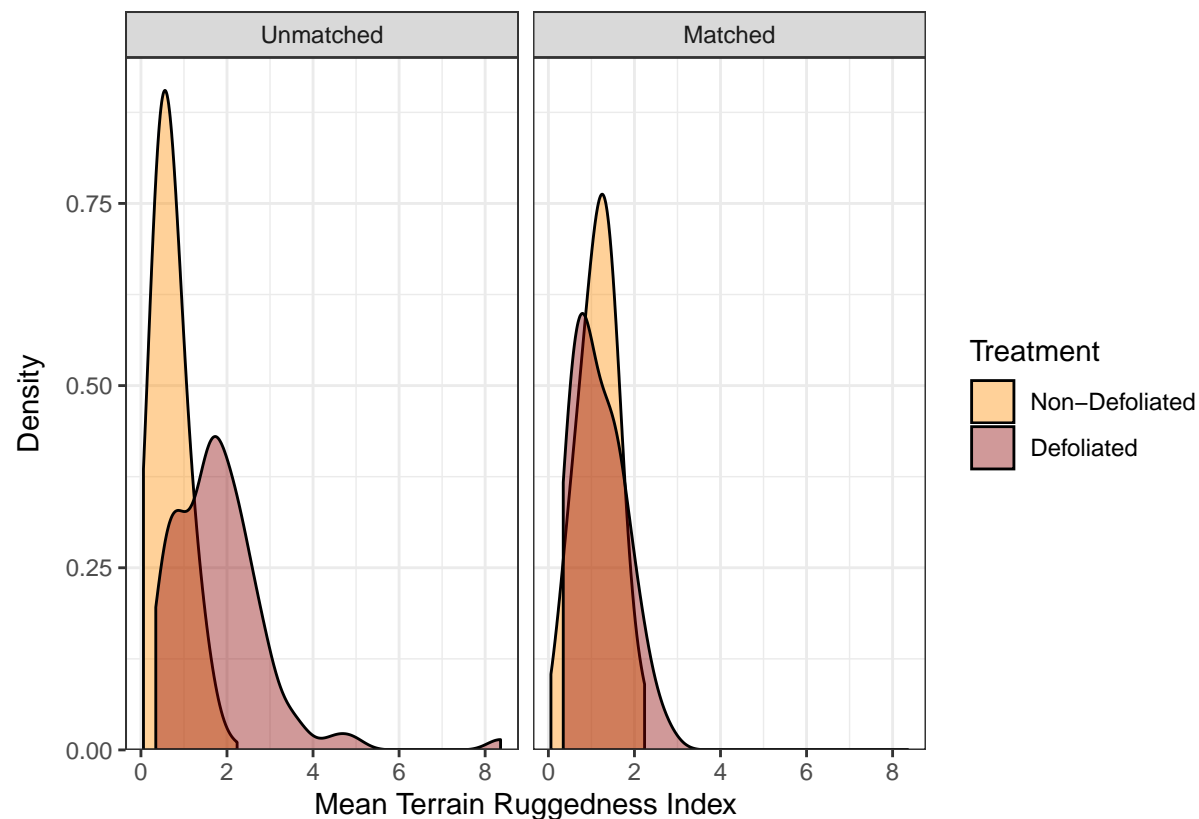 Unmatched Matched
0.75
0.50
0.25
0.00
Density
0 2 4 6 8 0 2 4 6 8
Mean Terrain Ruggedness Index
Treatment
Non−Defoliated
Defoliated